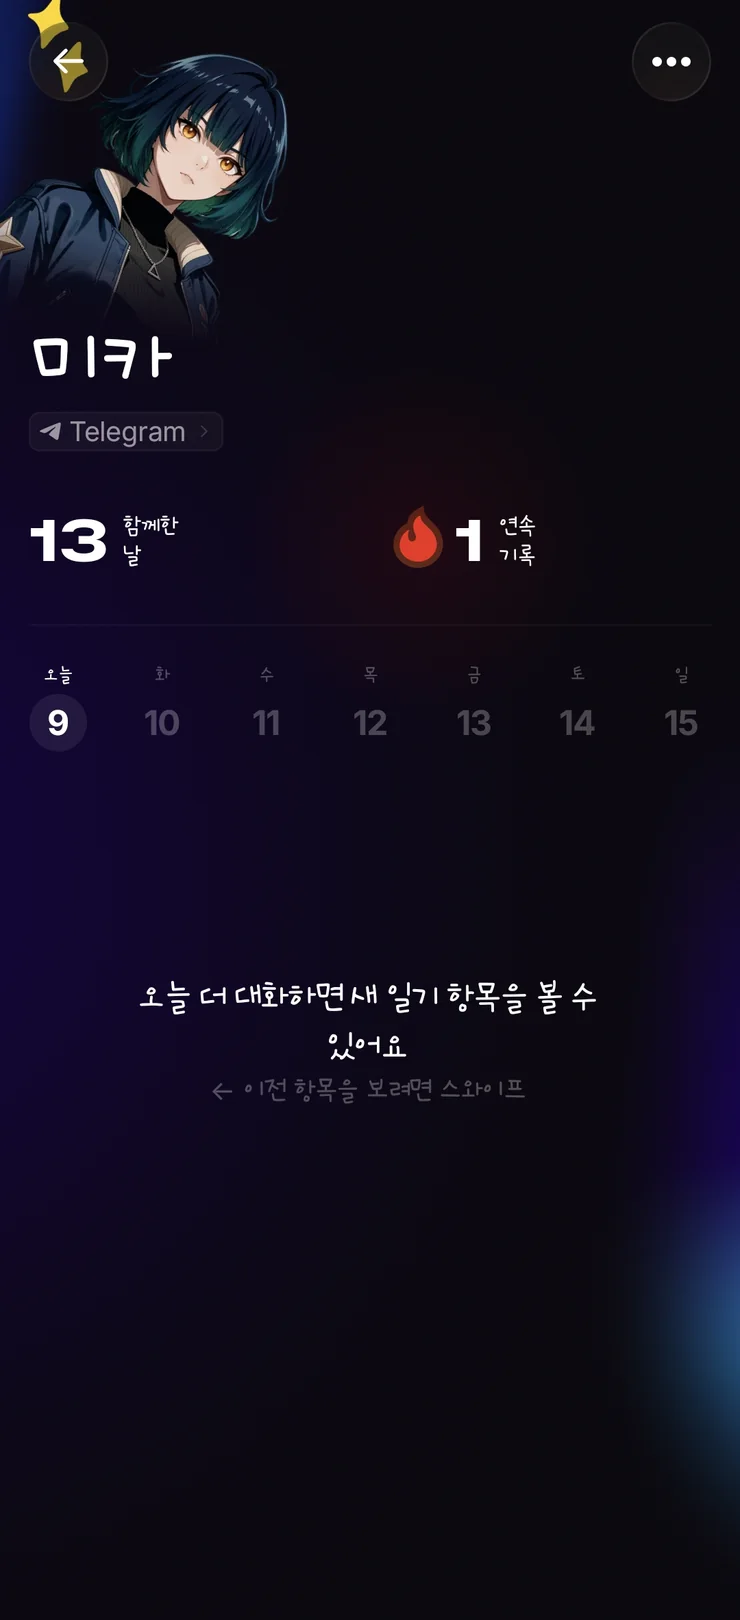 미카
Telegram
13 함께한
날
1 연속
기록
오늘 화 수 목 금 토 일
9 10 11 12 13 14 15
오늘 더 대화하면 새 일기 항목을 볼 수
있어요
← 이전 항목을 보려면 스와이프